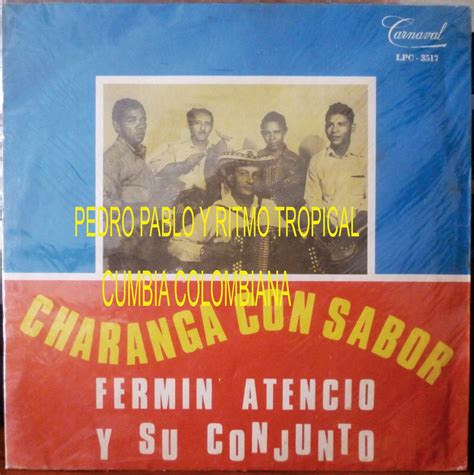 Carnaval
LPC - 3517
PEDRO PABLO Y RITMO TROPICAL
CUMBIA COLOMBIANA
CHARANGA CON SABOR
FERMIN ATENCIO
Y SU CONJUNTO